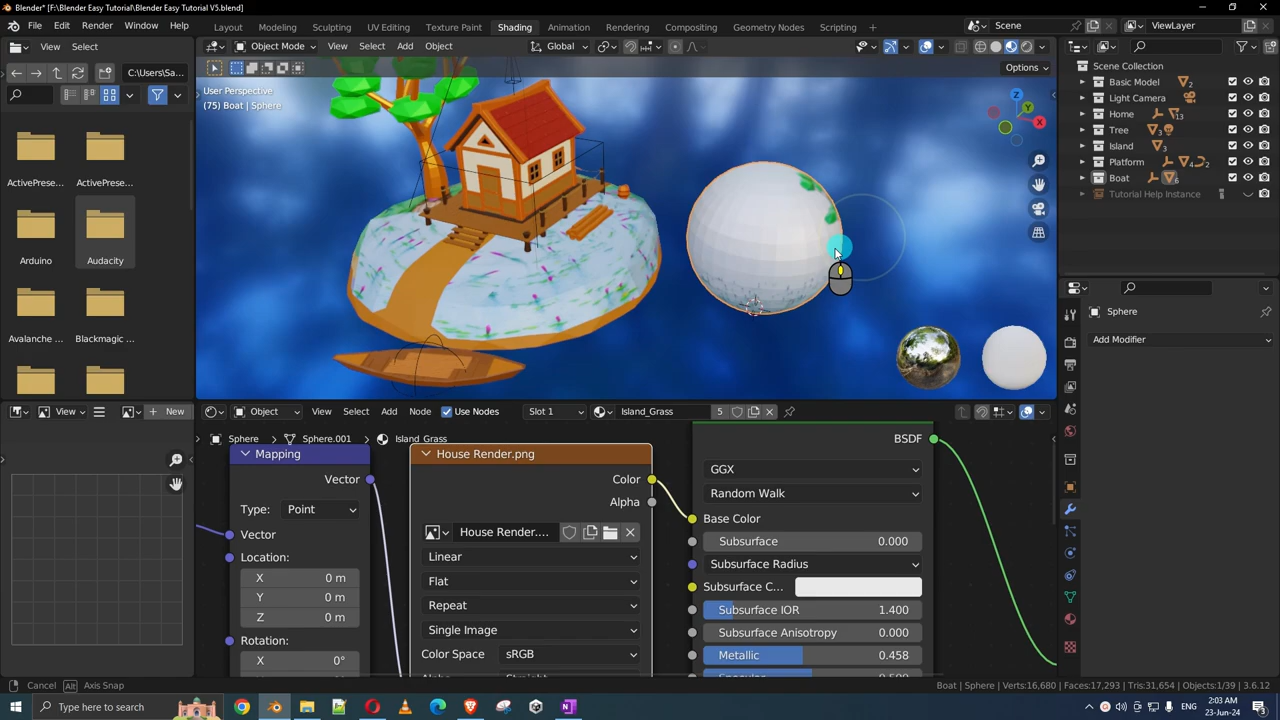 Blender* [F:\Blender Easy Tutorial\Blender Easy Tutorial V5.blend]
File Edit Render Window Help
Layout Modeling Sculpting UV Editing Texture Paint Shading Animation Rendering Compositing Geometry Nodes Scripting +
Scene ViewLayer
View Select
Object Mode View Select Add Object Global
C:\Users\Sa...
Options
User Perspective
(75) Boat | Sphere
Z
Y
X
Scene Collection
Basic Model 2
Light Camera
Home 13
Tree 3
Island 3
Platform 4 2
Boat 6
Tutorial Help Instance
ActivePrese...
ActivePrese...
Arduino
Audacity
Avalanche ...
Blackmagic ...
Sphere
Add Modifier
View New
Object View Select Add Node Use Nodes Slot 1 Island_Grass 5
Sphere Sphere.001 Island_Grass
Mapping
Vector
Type: Point
Vector
Location:
X 0 m
Y 0 m
Z 0 m
Rotation:
X 0°
House Render.png
Color
Alpha
House Render....
Linear
Flat
Repeat
Single Image
Color Space sRGB
BSDF
GGX
Random Walk
Base Color
Subsurface 0.000
Subsurface Radius
Subsurface C...
Subsurface IOR 1.400
Subsurface Anisotropy 0.000
Metallic 0.458
Cancel Alt Axis Snap
Boat | Sphere | Verts:16,680 | Faces:17,293 | Tris:31,654 | Objects:1/39 | 3.6.12
Type here to search
2:03 AM
23-Jun-24